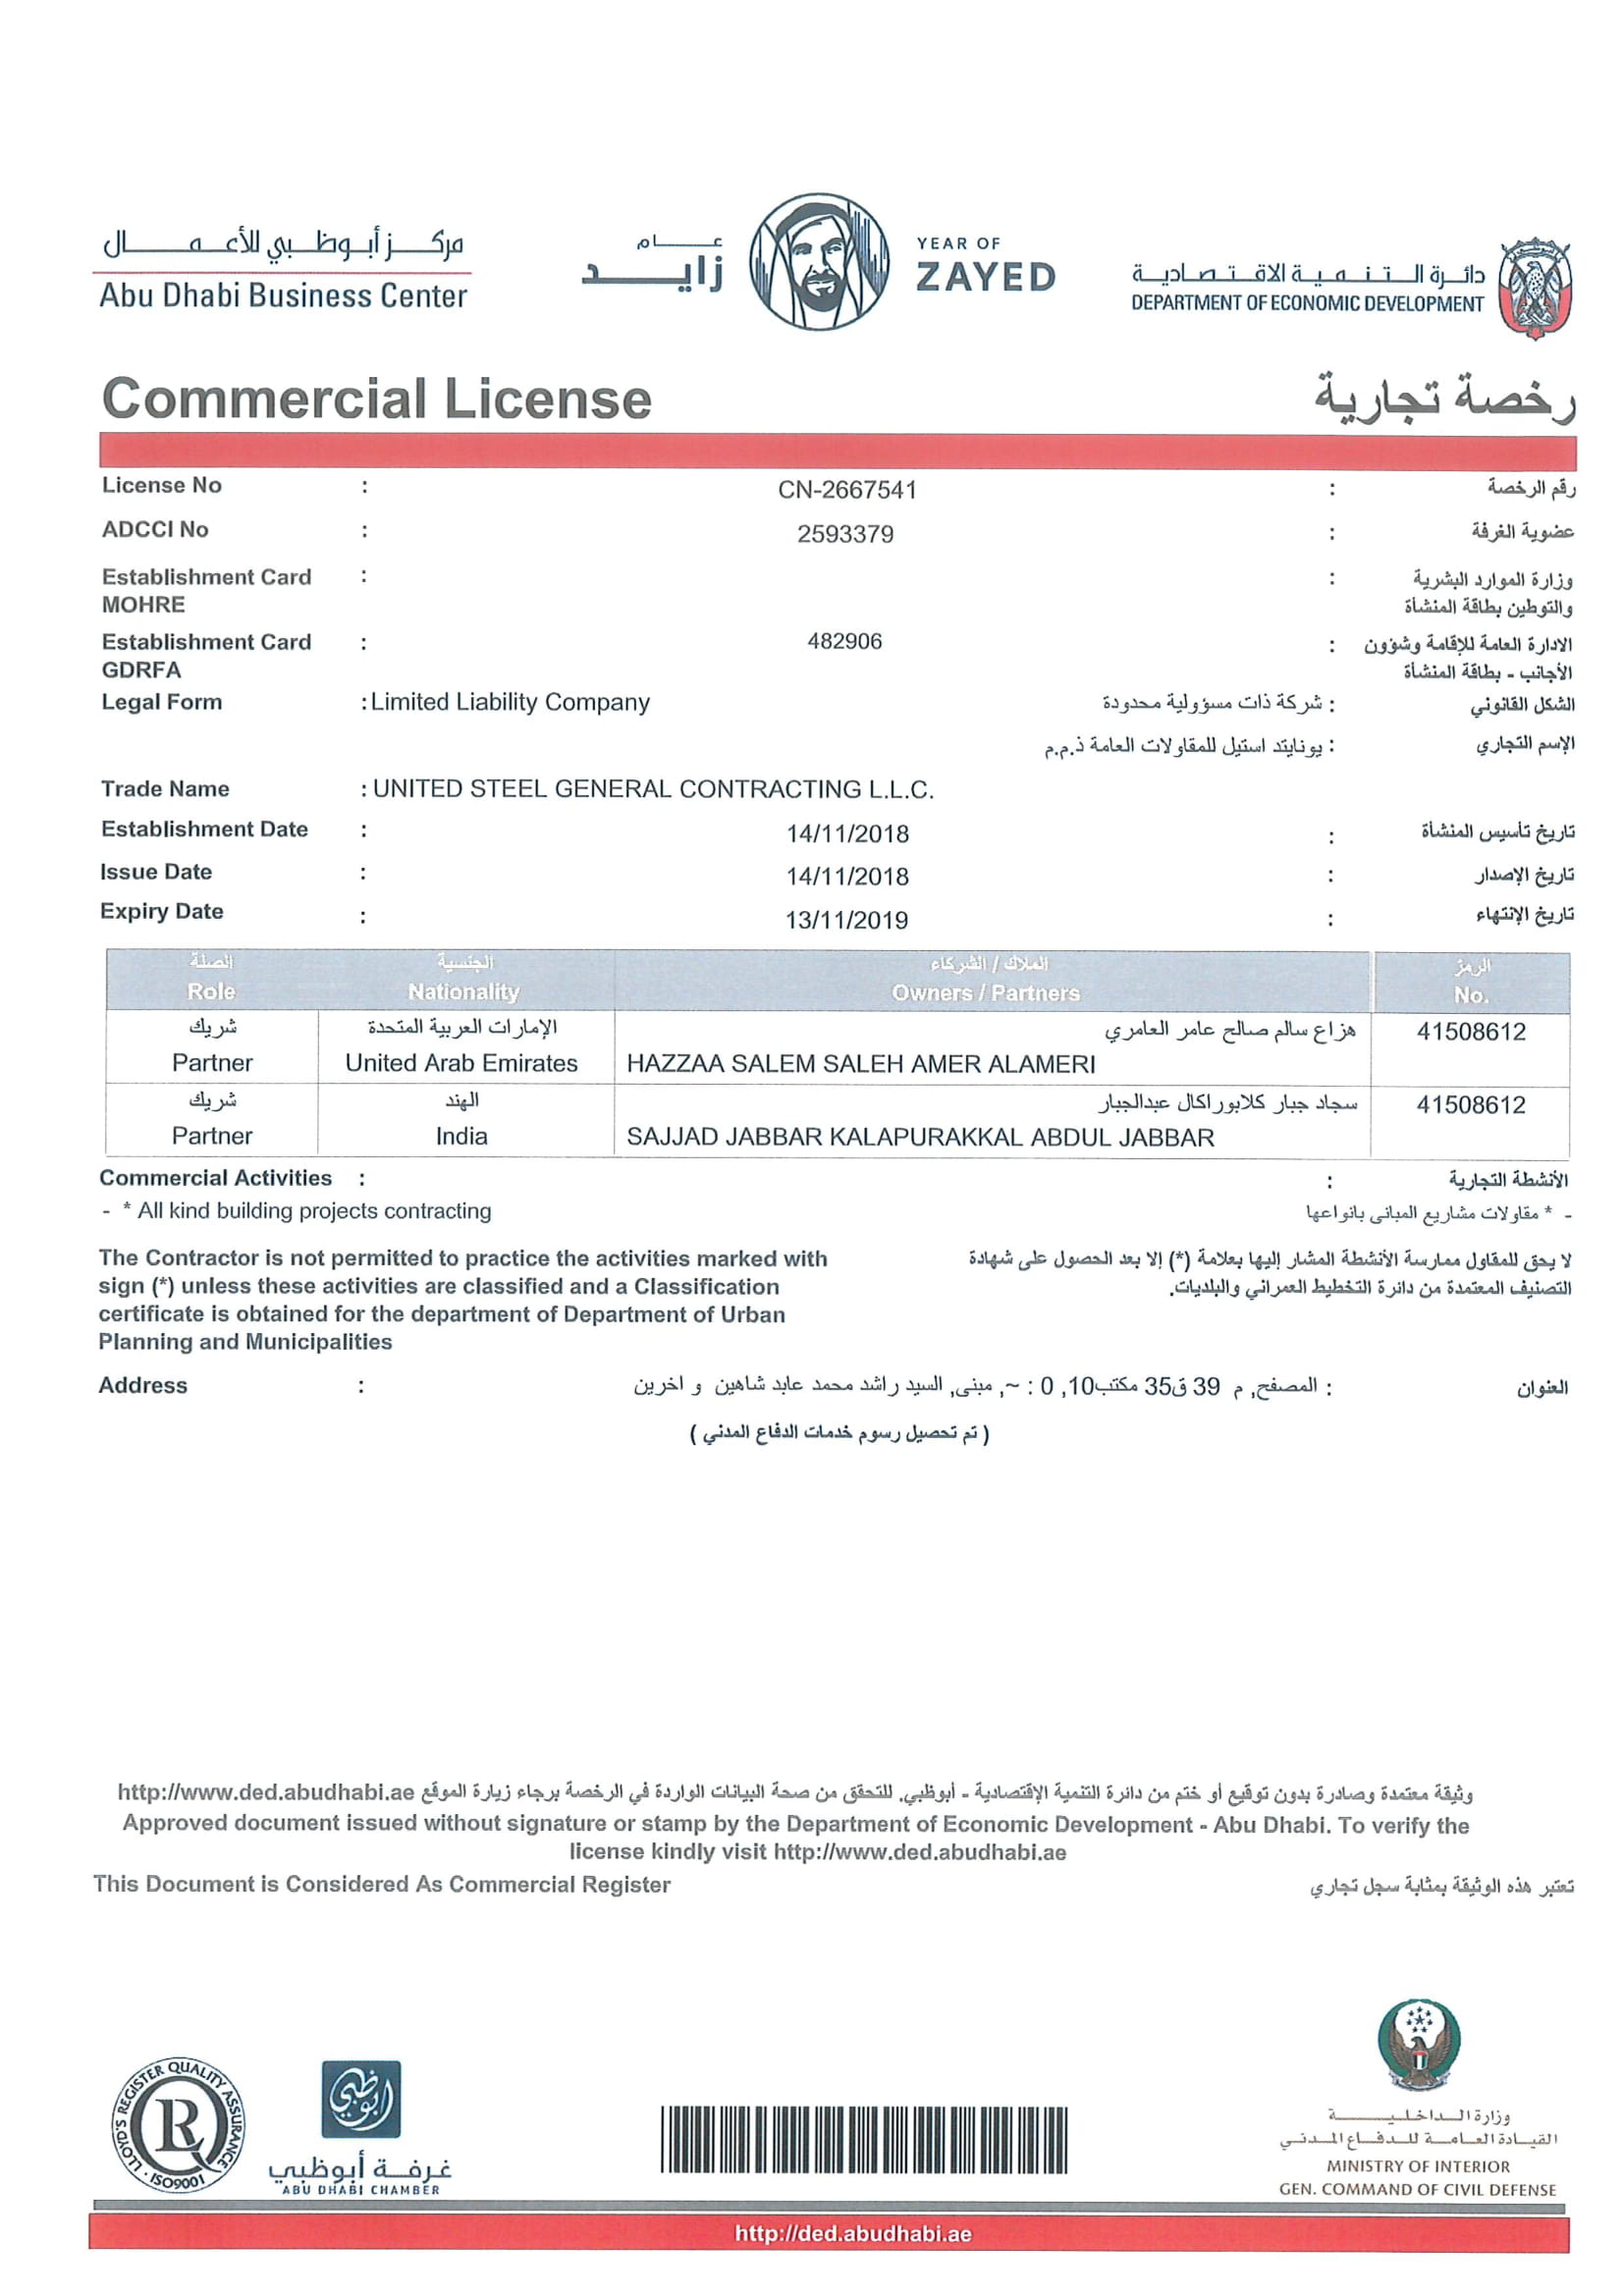 مركز أبوظبي للأعمال
Abu Dhabi Business Center
عام
زايد
YEAR OF
ZAYED
دائرة التنمية الاقتصادية
DEPARTMENT OF ECONOMIC DEVELOPMENT
Commercial License رخصة تجارية
License No : CN-2667541 : رقم الرخصة
ADCCI No : 2593379 : عضوية الغرفة
Establishment Card : : وزارة الموارد البشرية
MOHRE والتوطين بطاقة المنشأة
Establishment Card : 482906 : الادارة العامة للإقامة وشؤون
GDRFA الأجانب - بطاقة المنشأة
Legal Form : Limited Liability Company شركة ذات مسؤولية محدودة : الشكل القانوني
الإسم التجاري : يونايتد استيل للمقاولات العامة ذ.م.م
Trade Name : UNITED STEEL GENERAL CONTRACTING L.L.C.
Establishment Date : 14/11/2018 : تاريخ تأسيس المنشأة
Issue Date : 14/11/2018 : تاريخ الإصدار
Expiry Date : 13/11/2019 : تاريخ الإنتهاء
الصلة الجنسية الملاك / الشركاء الرمز
Role Nationality Owners / Partners No.
شريك الإمارات العربية المتحدة هزاع سالم صالح عامر العامري 41508612
Partner United Arab Emirates HAZZAA SALEM SALEH AMER ALAMERI
شريك الهند سجاد جبار كلابوراكال عبدالجبار 41508612
Partner India SAJJAD JABBAR KALAPURAKKAL ABDUL JABBAR
Commercial Activities : : الأنشطة التجارية
- * All kind building projects contracting - * مقاولات مشاريع المباني بانواعها
The Contractor is not permitted to practice the activities marked with
sign (*) unless these activities are classified and a Classification
certificate is obtained for the department of Department of Urban
Planning and Municipalities
لا يحق للمقاول ممارسة الأنشطة المشار إليها بعلامة (*) إلا بعد الحصول على شهادة
التصنيف المعتمدة من دائرة التخطيط العمراني والبلديات.
Address :
العنوان : المصفح, م 39 ق35 مكتب10, 0 : ~, مبنى, السيد راشد محمد عابد شاهين و اخرين
( تم تحصيل رسوم خدمات الدفاع المدني )
وثيقة معتمدة وصادرة بدون توقيع أو ختم من دائرة التنمية الإقتصادية - أبوظبي. للتحقق من صحة البيانات الواردة في الرخصة برجاء زيارة الموقع http://www.ded.abudhabi.ae
Approved document issued without signature or stamp by the Department of Economic Development - Abu Dhabi. To verify the
license kindly visit http://www.ded.abudhabi.ae
This Document is Considered As Commercial Register تعتبر هذه الوثيقة بمثابة سجل تجاري
LLOYD'S REGISTER QUALITY ASSURANCE
LRQ
ISO9001
أبوظبي
غرفة أبوظبي
ABU DHABI CHAMBER
وزارة الداخلية
القيادة العامة للدفاع المدني
MINISTRY OF INTERIOR
GEN. COMMAND OF CIVIL DEFENSE
http://ded.abudhabi.ae